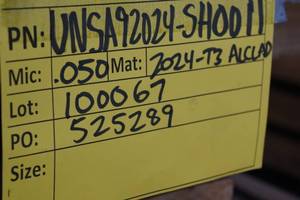 PN: UNSA92024-SH0011
Mic: .050 Mat: 2024-T3 ALCLAD
Lot: 100067
PO: 525289
Size: